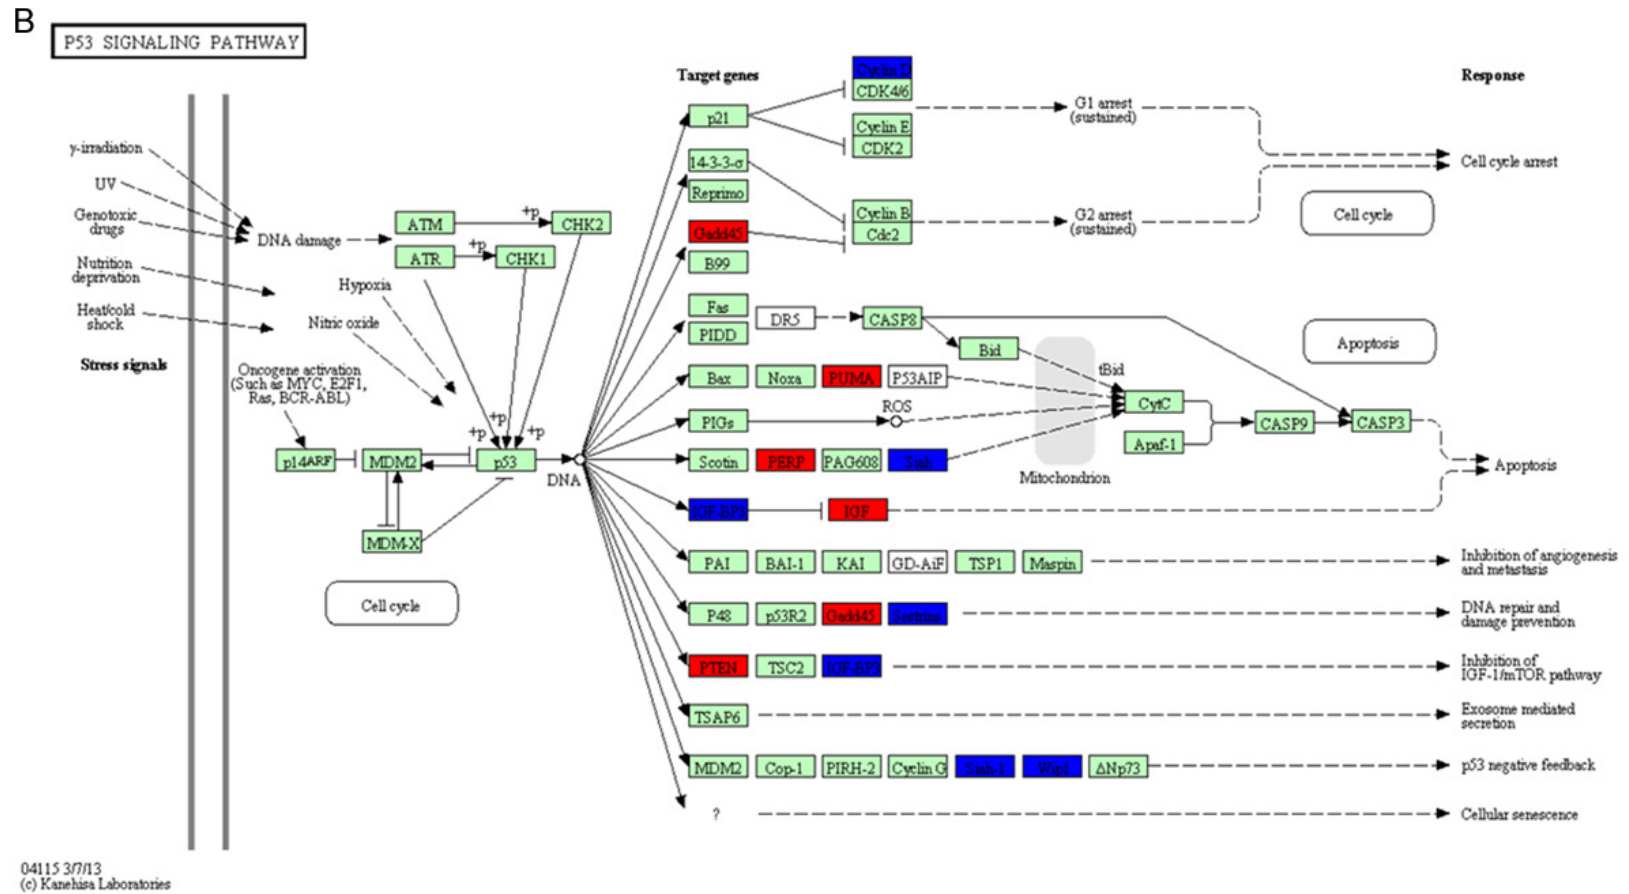 B
P53 SIGNALING PATHWAY
Target genes
Response
Cyclin D
CDK4/6
p21
G1 arrest
(sustained)
Cyclin E
CDK2
γ-irradiation
14-3-3-σ
Cell cycle arrest
UV
Reprimo
Genotoxic
drugs
ATM
+p
CHK2
Cyclin B
Cdc2
G2 arrest
(sustained)
Cell cycle
DNA damage
Gadd45
ATR
+p
CHK1
B99
Nutrition
deprivation
Hypoxia
Fas
PIDD
DR5
CASP8
Heat/cold
shock
Nitric oxide
Bid
Apoptosis
Stress signals
Oncogene activation
(Such as MYC, E2F1,
Ras, BCR-ABL)
Bax
Noxa
PUMA
P53AIP
tBid
CytC
PIGs
ROS
CASP9
CASP3
+p
+p
+p
Apaf-1
p14ARF
MDM2
p53
DNA
Scotin
PERP
PAG608
Siah
Mitochondrion
Apoptosis
IGF-BP3
IGF
MDM-X
PAI
BAI-1
KAI
GD-AiF
TSP1
Maspin
Inhibition of angiogenesis
and metastasis
Cell cycle
P48
p53R2
Gadd45
Sestrins
DNA repair and
damage prevention
PTEN
TSC2
IGF-BP3
Inhibition of
IGF-1/mTOR pathway
TSAP6
Exosome mediated
secretion
MDM2
Cop-1
PIRH-2
Cyclin G
Siah-1
Wip1
ΔNp73
p53 negative feedback
?
Cellular senescence
04115 3/7/13
(c) Kanehisa Laboratories